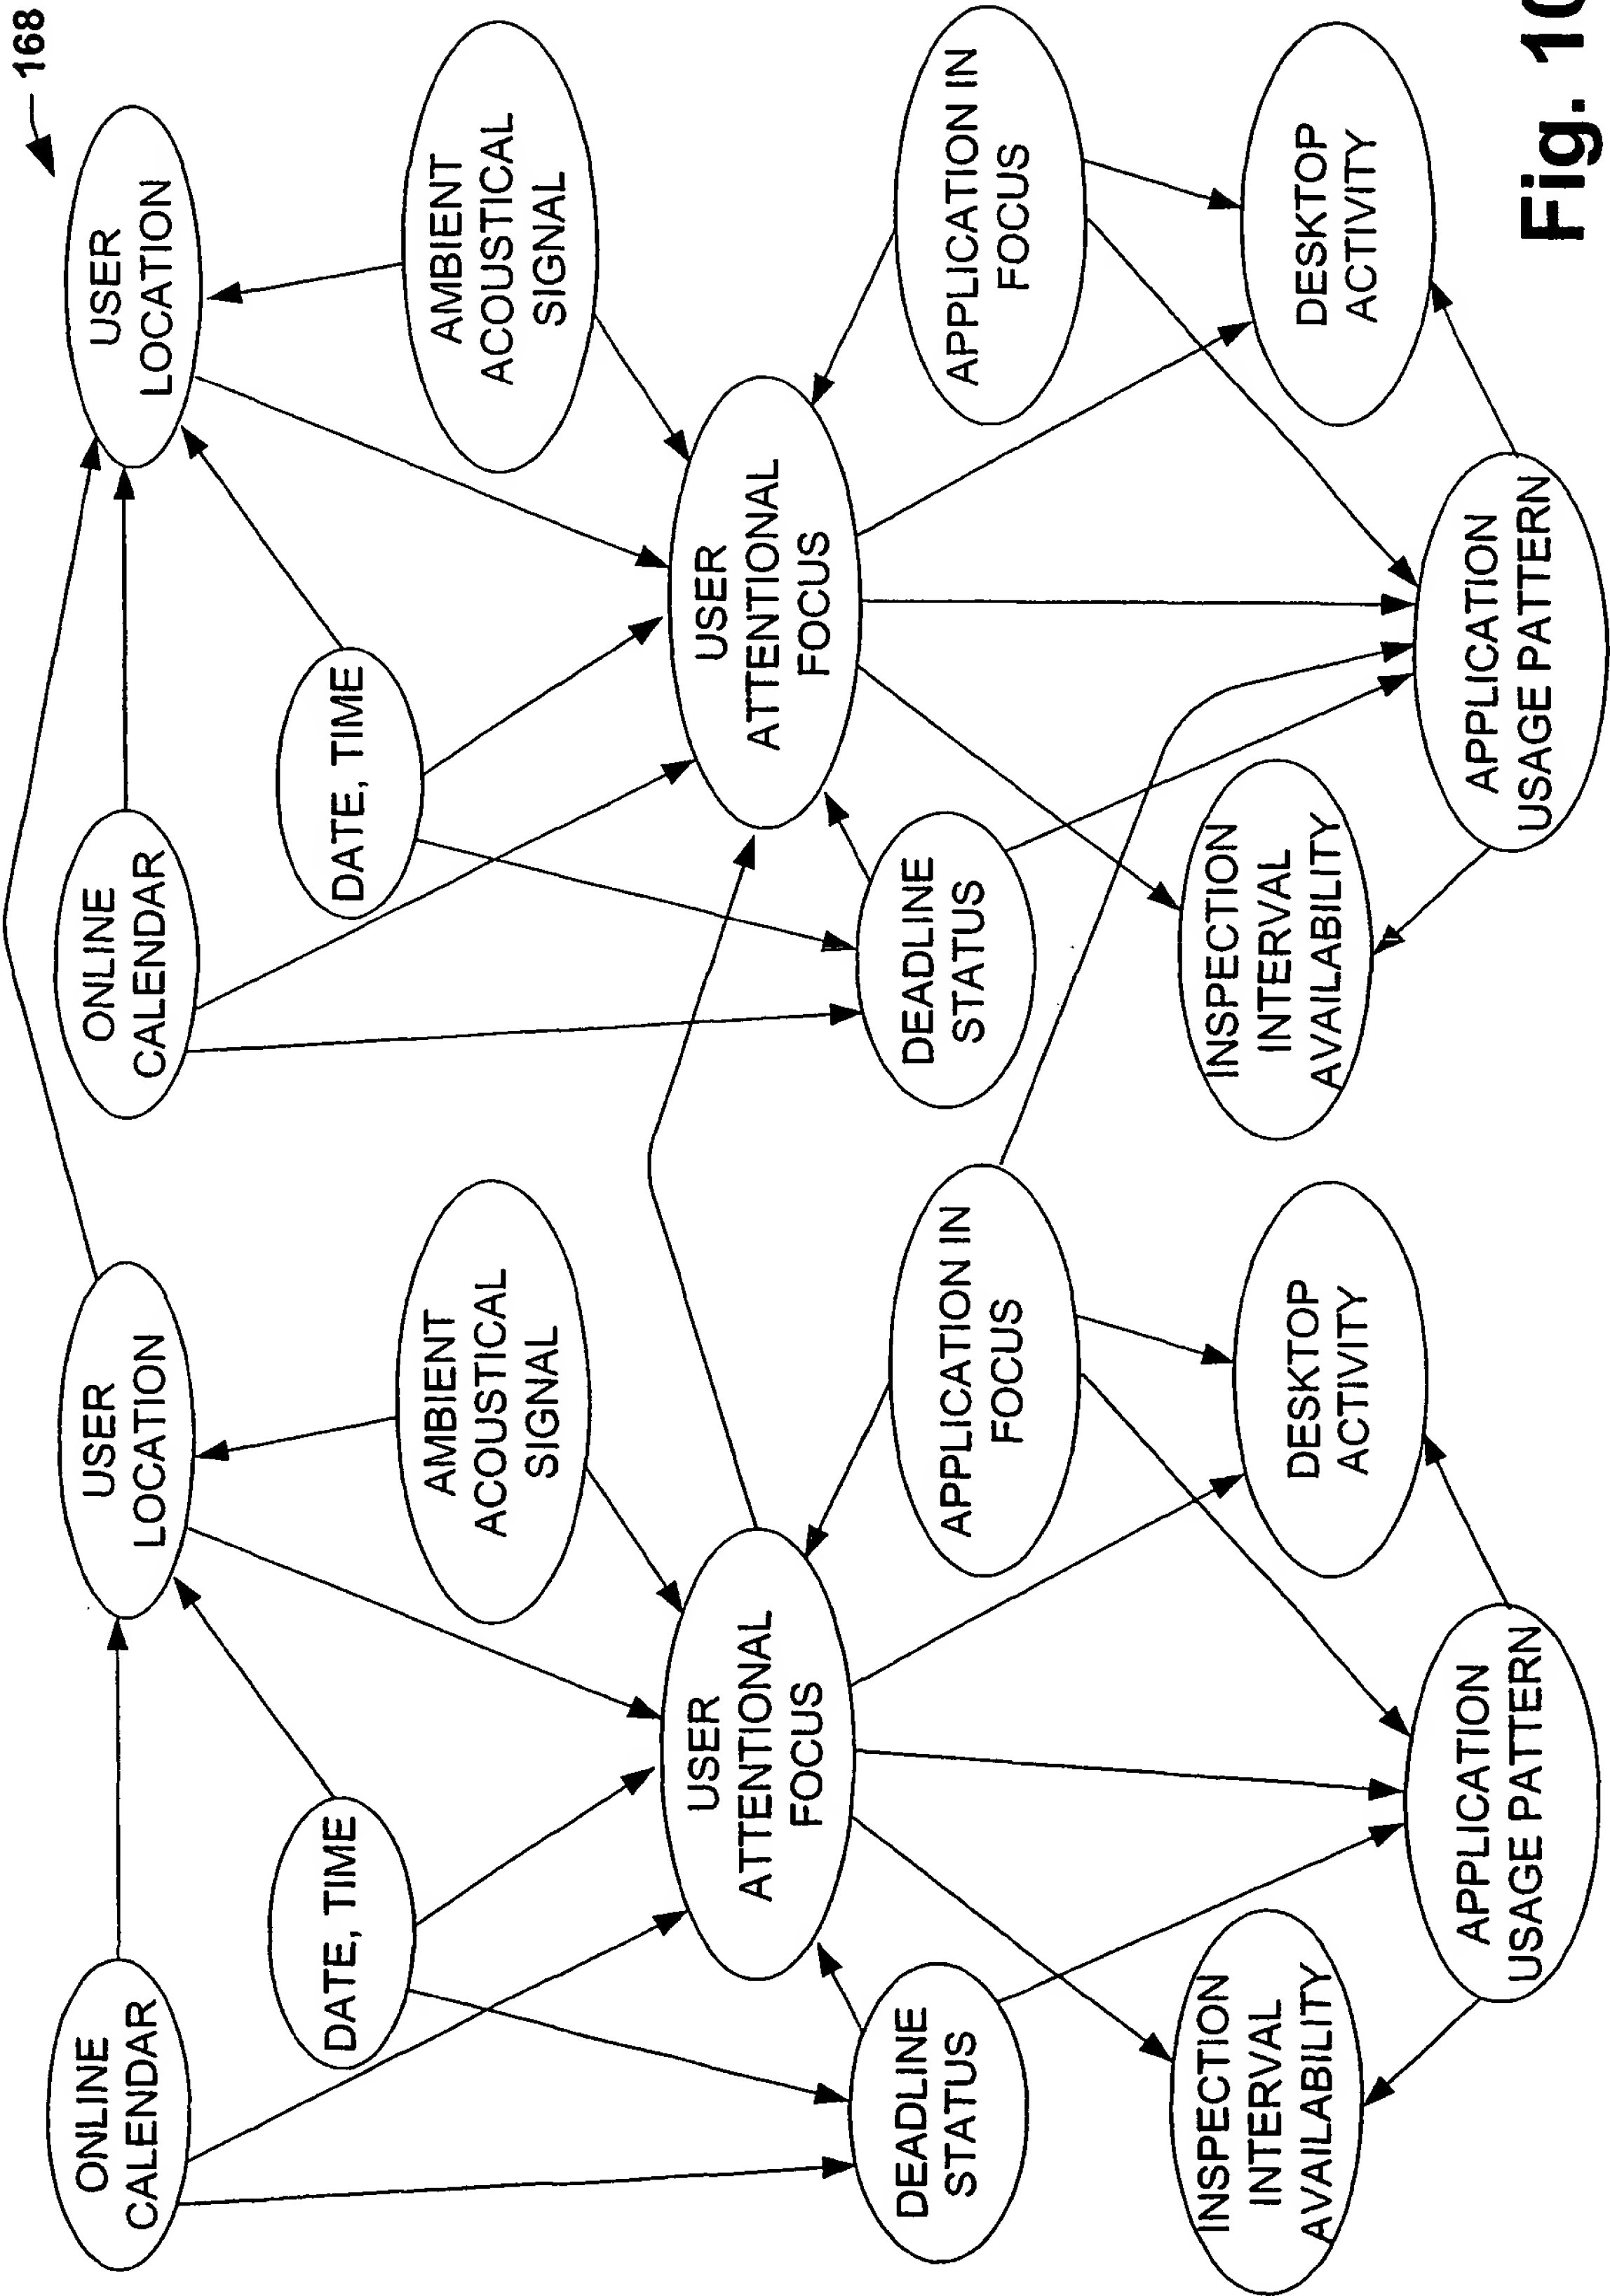 168
ONLINE
CALENDAR
USER
LOCATION
DATE, TIME
AMBIENT
ACOUSTICAL
SIGNAL
USER
ATTENTIONAL
FOCUS
DEADLINE
STATUS
APPLICATION IN
FOCUS
INSPECTION
INTERVAL
AVAILABILITY
DESKTOP
ACTIVITY
APPLICATION
USAGE PATTERN
ONLINE
CALENDAR
USER
LOCATION
DATE, TIME
AMBIENT
ACOUSTICAL
SIGNAL
USER
ATTENTIONAL
FOCUS
DEADLINE
STATUS
APPLICATION IN
FOCUS
INSPECTION
INTERVAL
AVAILABILITY
DESKTOP
ACTIVITY
APPLICATION
USAGE PATTERN
Fig. 10